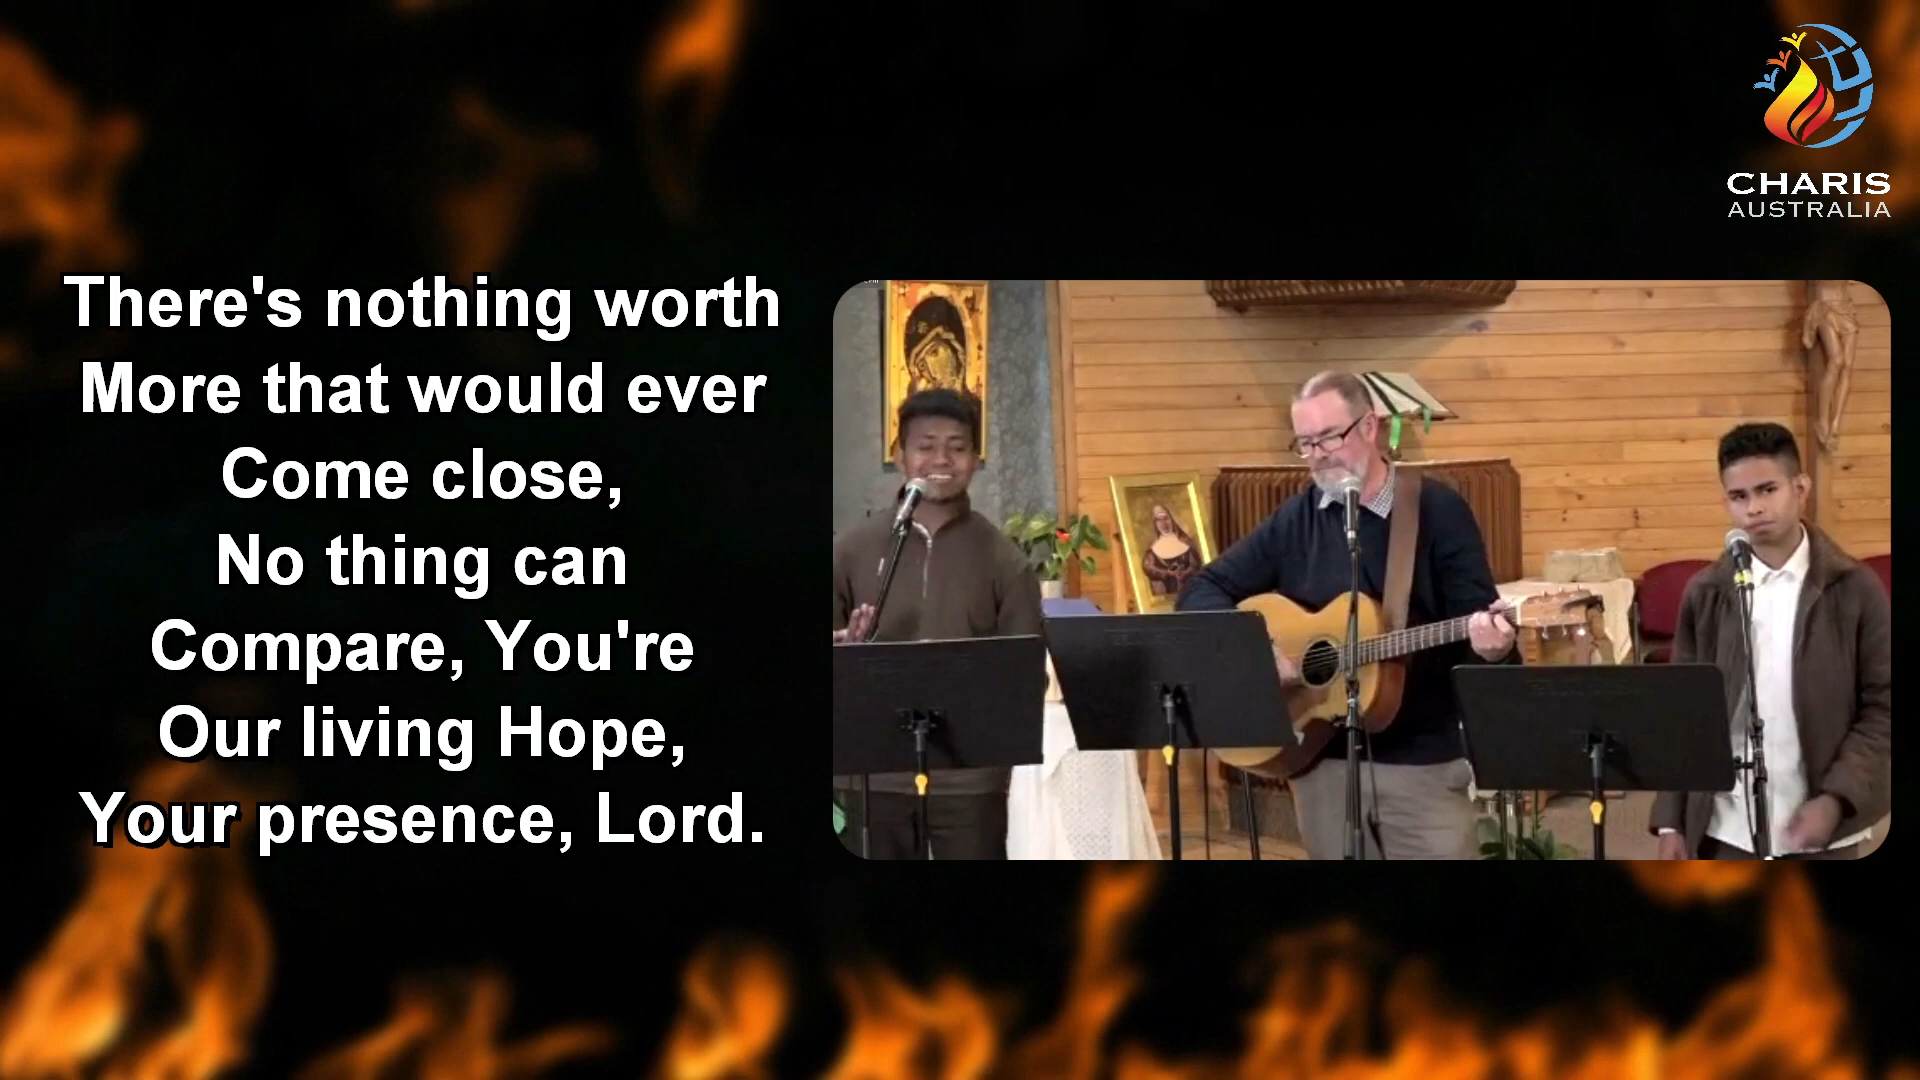 CHARIS
AUSTRALIA
There's nothing worth
More that would ever
Come close,
No thing can
Compare, You're
Our living Hope,
Your presence, Lord.